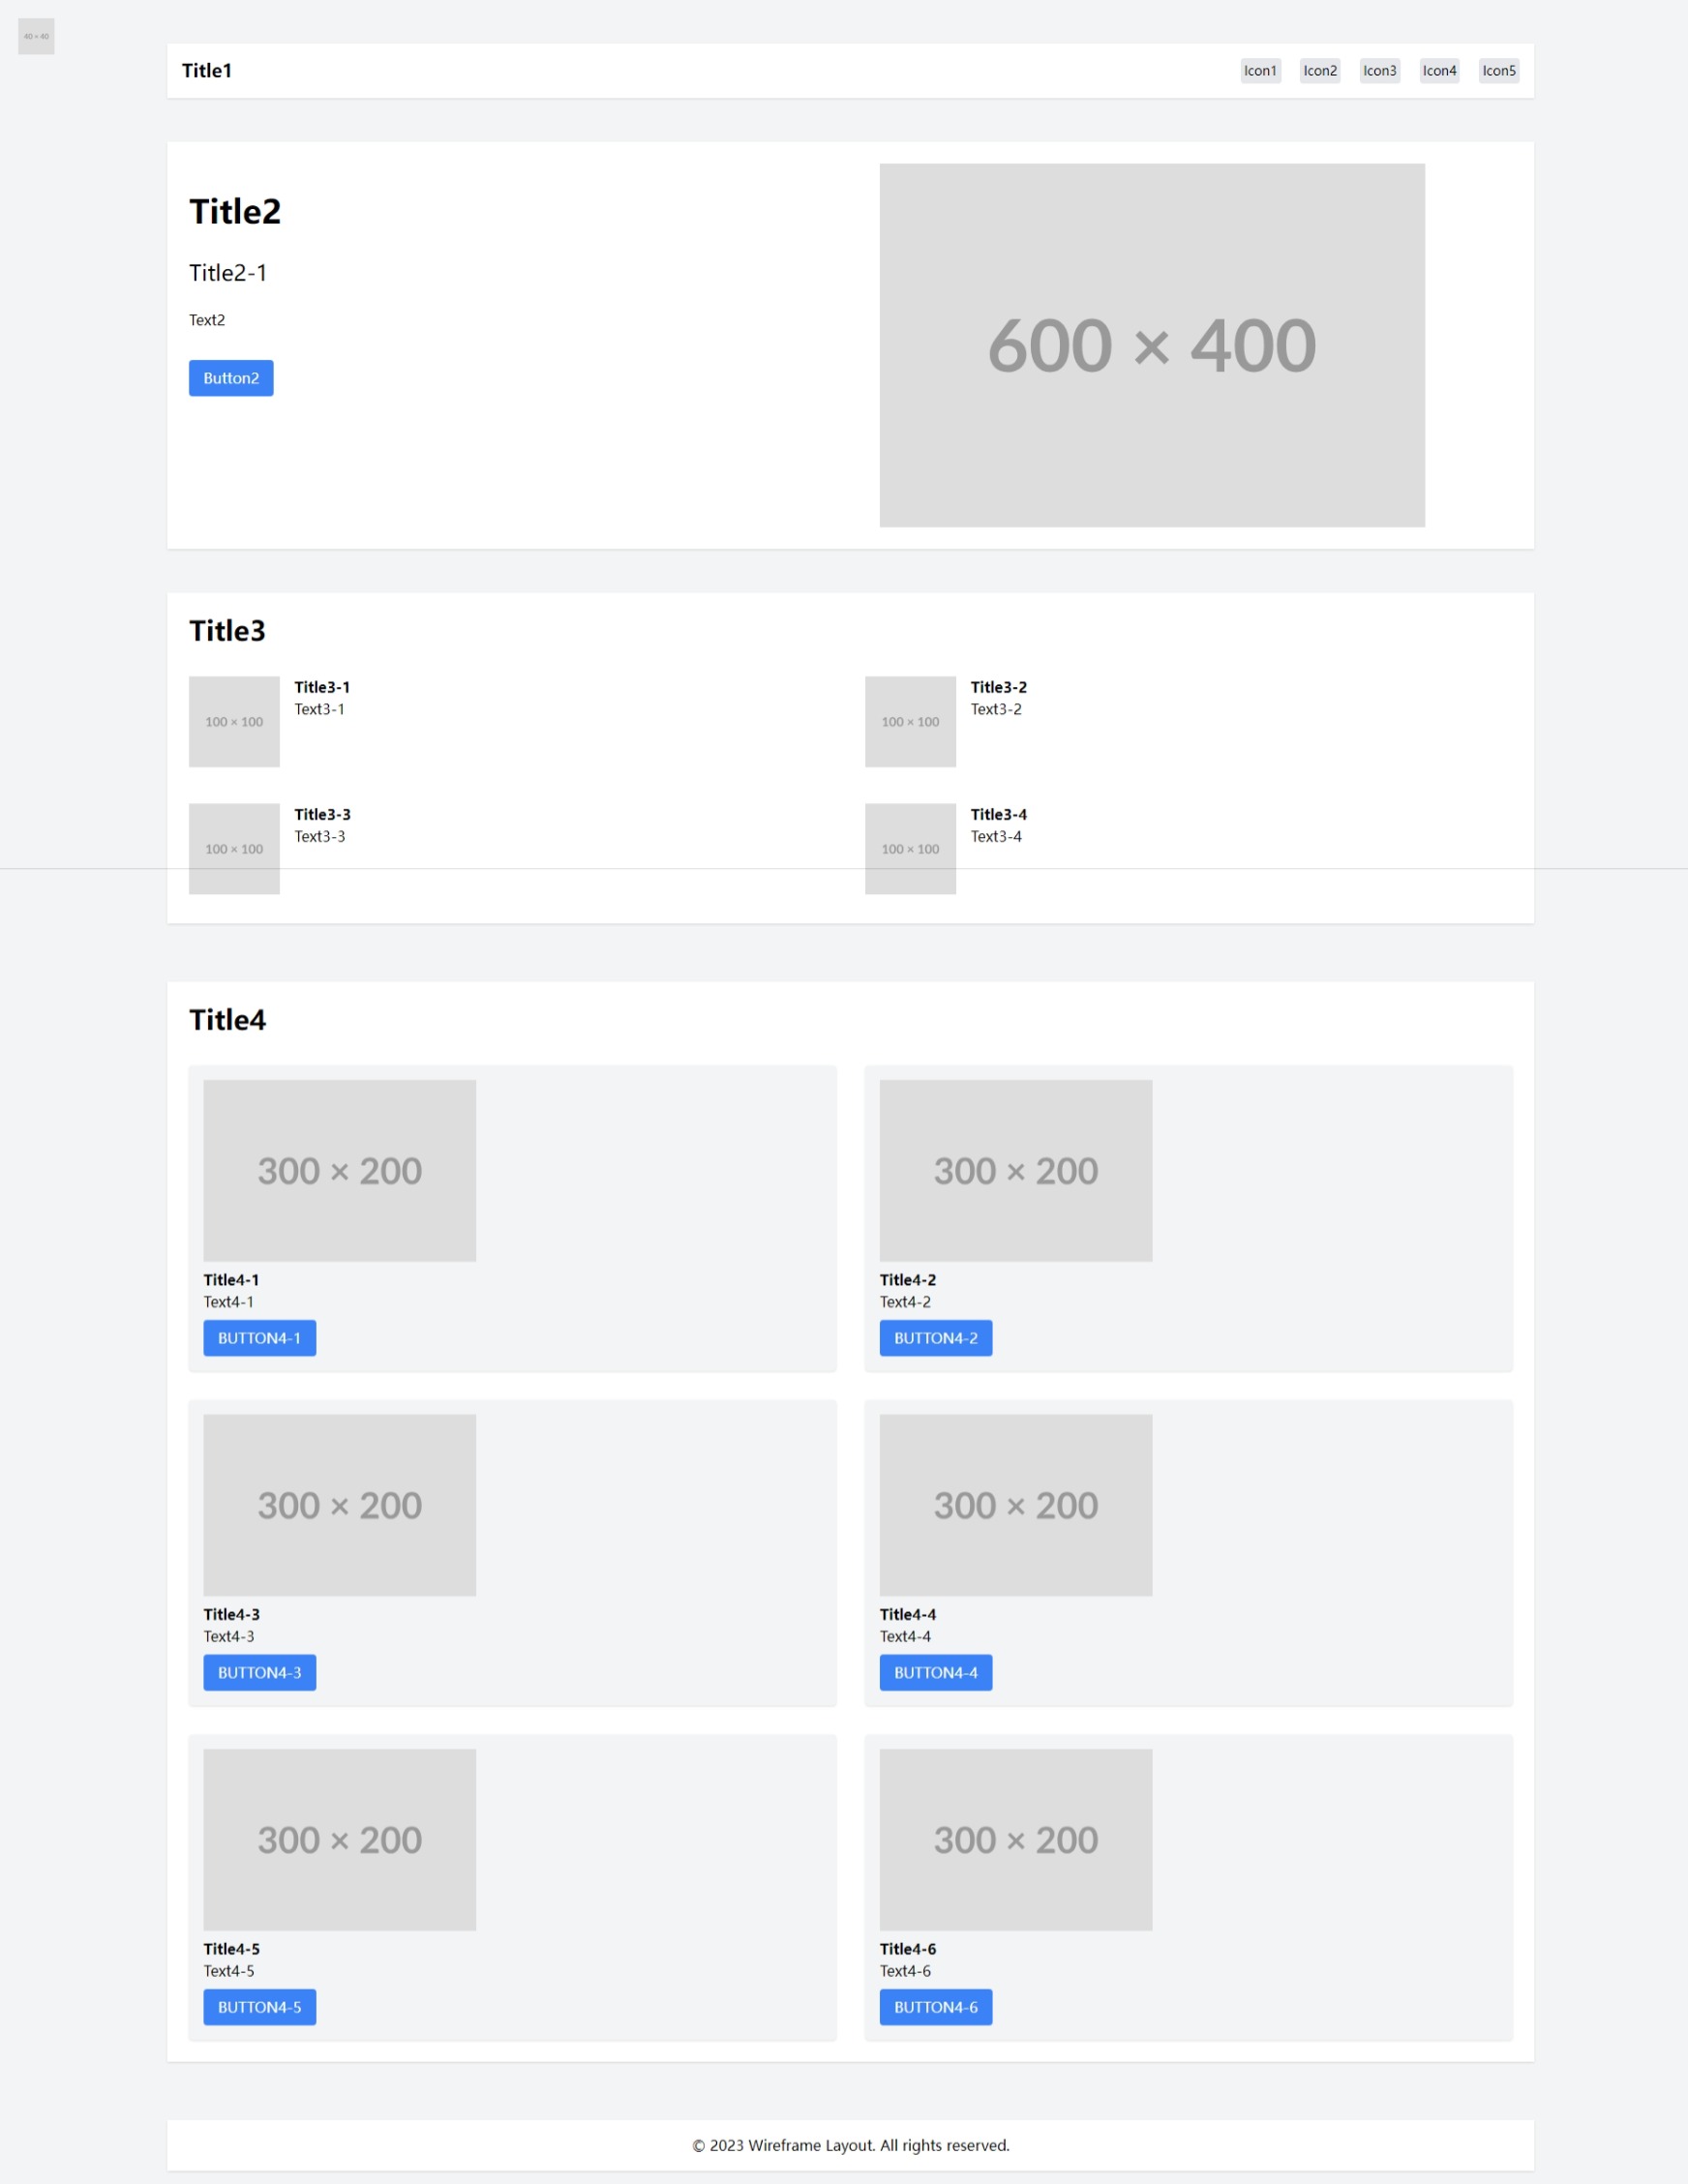 40 × 40
Title1
Icon1 Icon2 Icon3 Icon4 Icon5
Title2
Title2-1
Text2
Button2
600 × 400
Title3
100 × 100
Title3-1
Text3-1
100 × 100
Title3-2
Text3-2
100 × 100
Title3-3
Text3-3
100 × 100
Title3-4
Text3-4
Title4
300 × 200
Title4-1
Text4-1
BUTTON4-1
300 × 200
Title4-2
Text4-2
BUTTON4-2
300 × 200
Title4-3
Text4-3
BUTTON4-3
300 × 200
Title4-4
Text4-4
BUTTON4-4
300 × 200
Title4-5
Text4-5
BUTTON4-5
300 × 200
Title4-6
Text4-6
BUTTON4-6
© 2023 Wireframe Layout. All rights reserved.